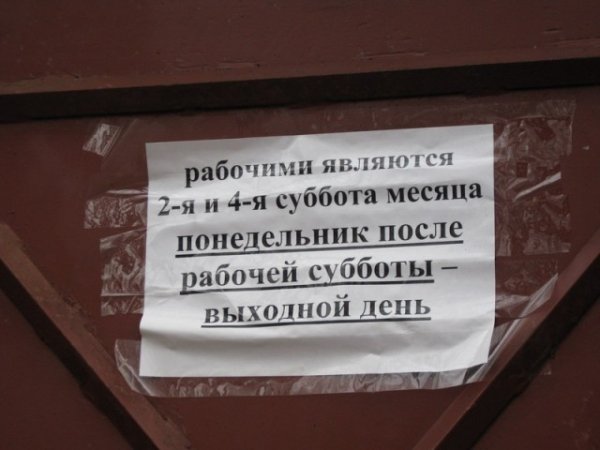 рабочими являются
2-я и 4-я суббота месяца
понедельник после
рабочей субботы –
выходной день